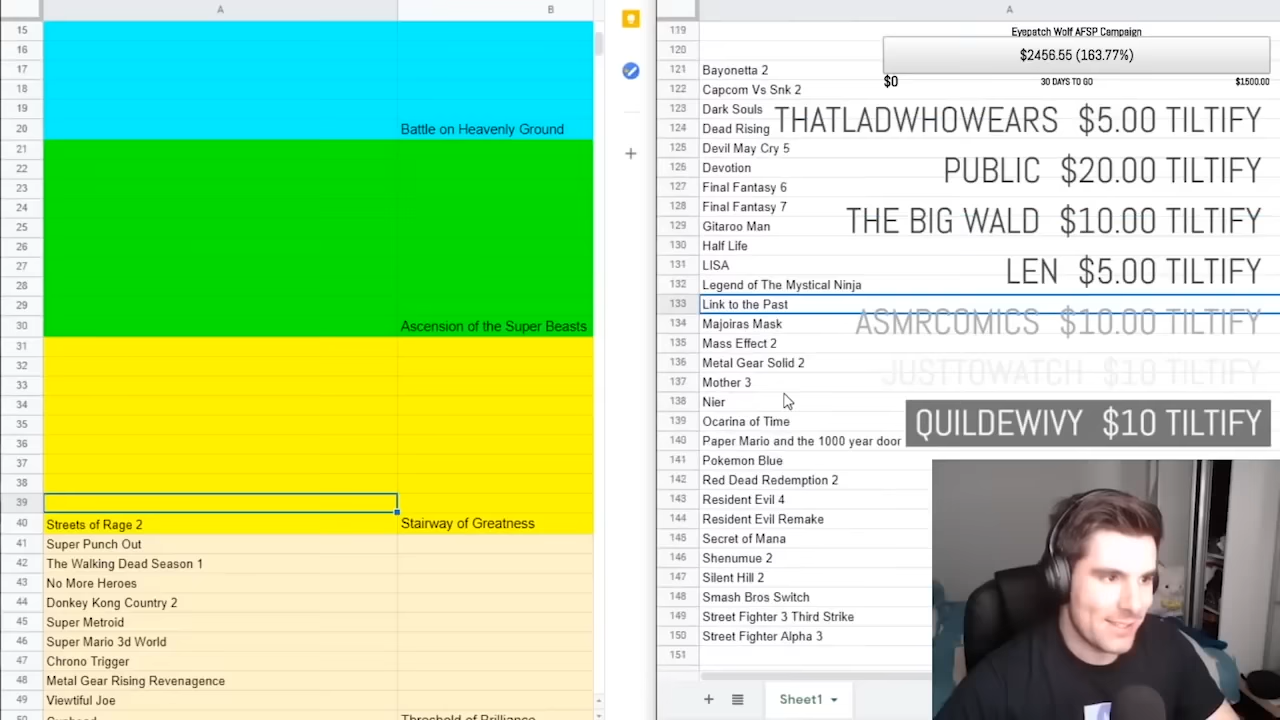 A
B
15
16
17
18
19
20 Battle on Heavenly Ground
21
22
23
24
25
26
27
28
29
30 Ascension of the Super Beasts
31
32
33
34
35
36
37
38
39
40 Streets of Rage 2 Stairway of Greatness
41 Super Punch Out
42 The Walking Dead Season 1
43 No More Heroes
44 Donkey Kong Country 2
45 Super Metroid
46 Super Mario 3d World
47 Chrono Trigger
48 Metal Gear Rising Revenagence
49 Viewtiful Joe
50 Cuphead Threshold of Brilliance
A
119
120
121 Bayonetta 2
122 Capcom Vs Snk 2
123 Dark Souls
124 Dead Rising
125 Devil May Cry 5
126 Devotion
127 Final Fantasy 6
128 Final Fantasy 7
129 Gitaroo Man
130 Half Life
131 LISA
132 Legend of The Mystical Ninja
133 Link to the Past
134 Majoiras Mask
135 Mass Effect 2
136 Metal Gear Solid 2
137 Mother 3
138 Nier
139 Ocarina of Time
140 Paper Mario and the 1000 year door
141 Pokemon Blue
142 Red Dead Redemption 2
143 Resident Evil 4
144 Resident Evil Remake
145 Secret of Mana
146 Shenumue 2
147 Silent Hill 2
148 Smash Bros Switch
149 Street Fighter 3 Third Strike
150 Street Fighter Alpha 3
151
Sheet1
Eyepatch Wolf AFSP Campaign
$2456.55 (163.77%)
$0 30 DAYS TO GO $1500.00
THATLADWHOWEARS $5.00 TILTIFY
PUBLIC $20.00 TILTIFY
THE BIG WALD $10.00 TILTIFY
LEN $5.00 TILTIFY
ASMRCOMICS $10.00 TILTIFY
JUSTTOWATCH $10 TILTIFY
QUILDEWIVY $10 TILTIFY